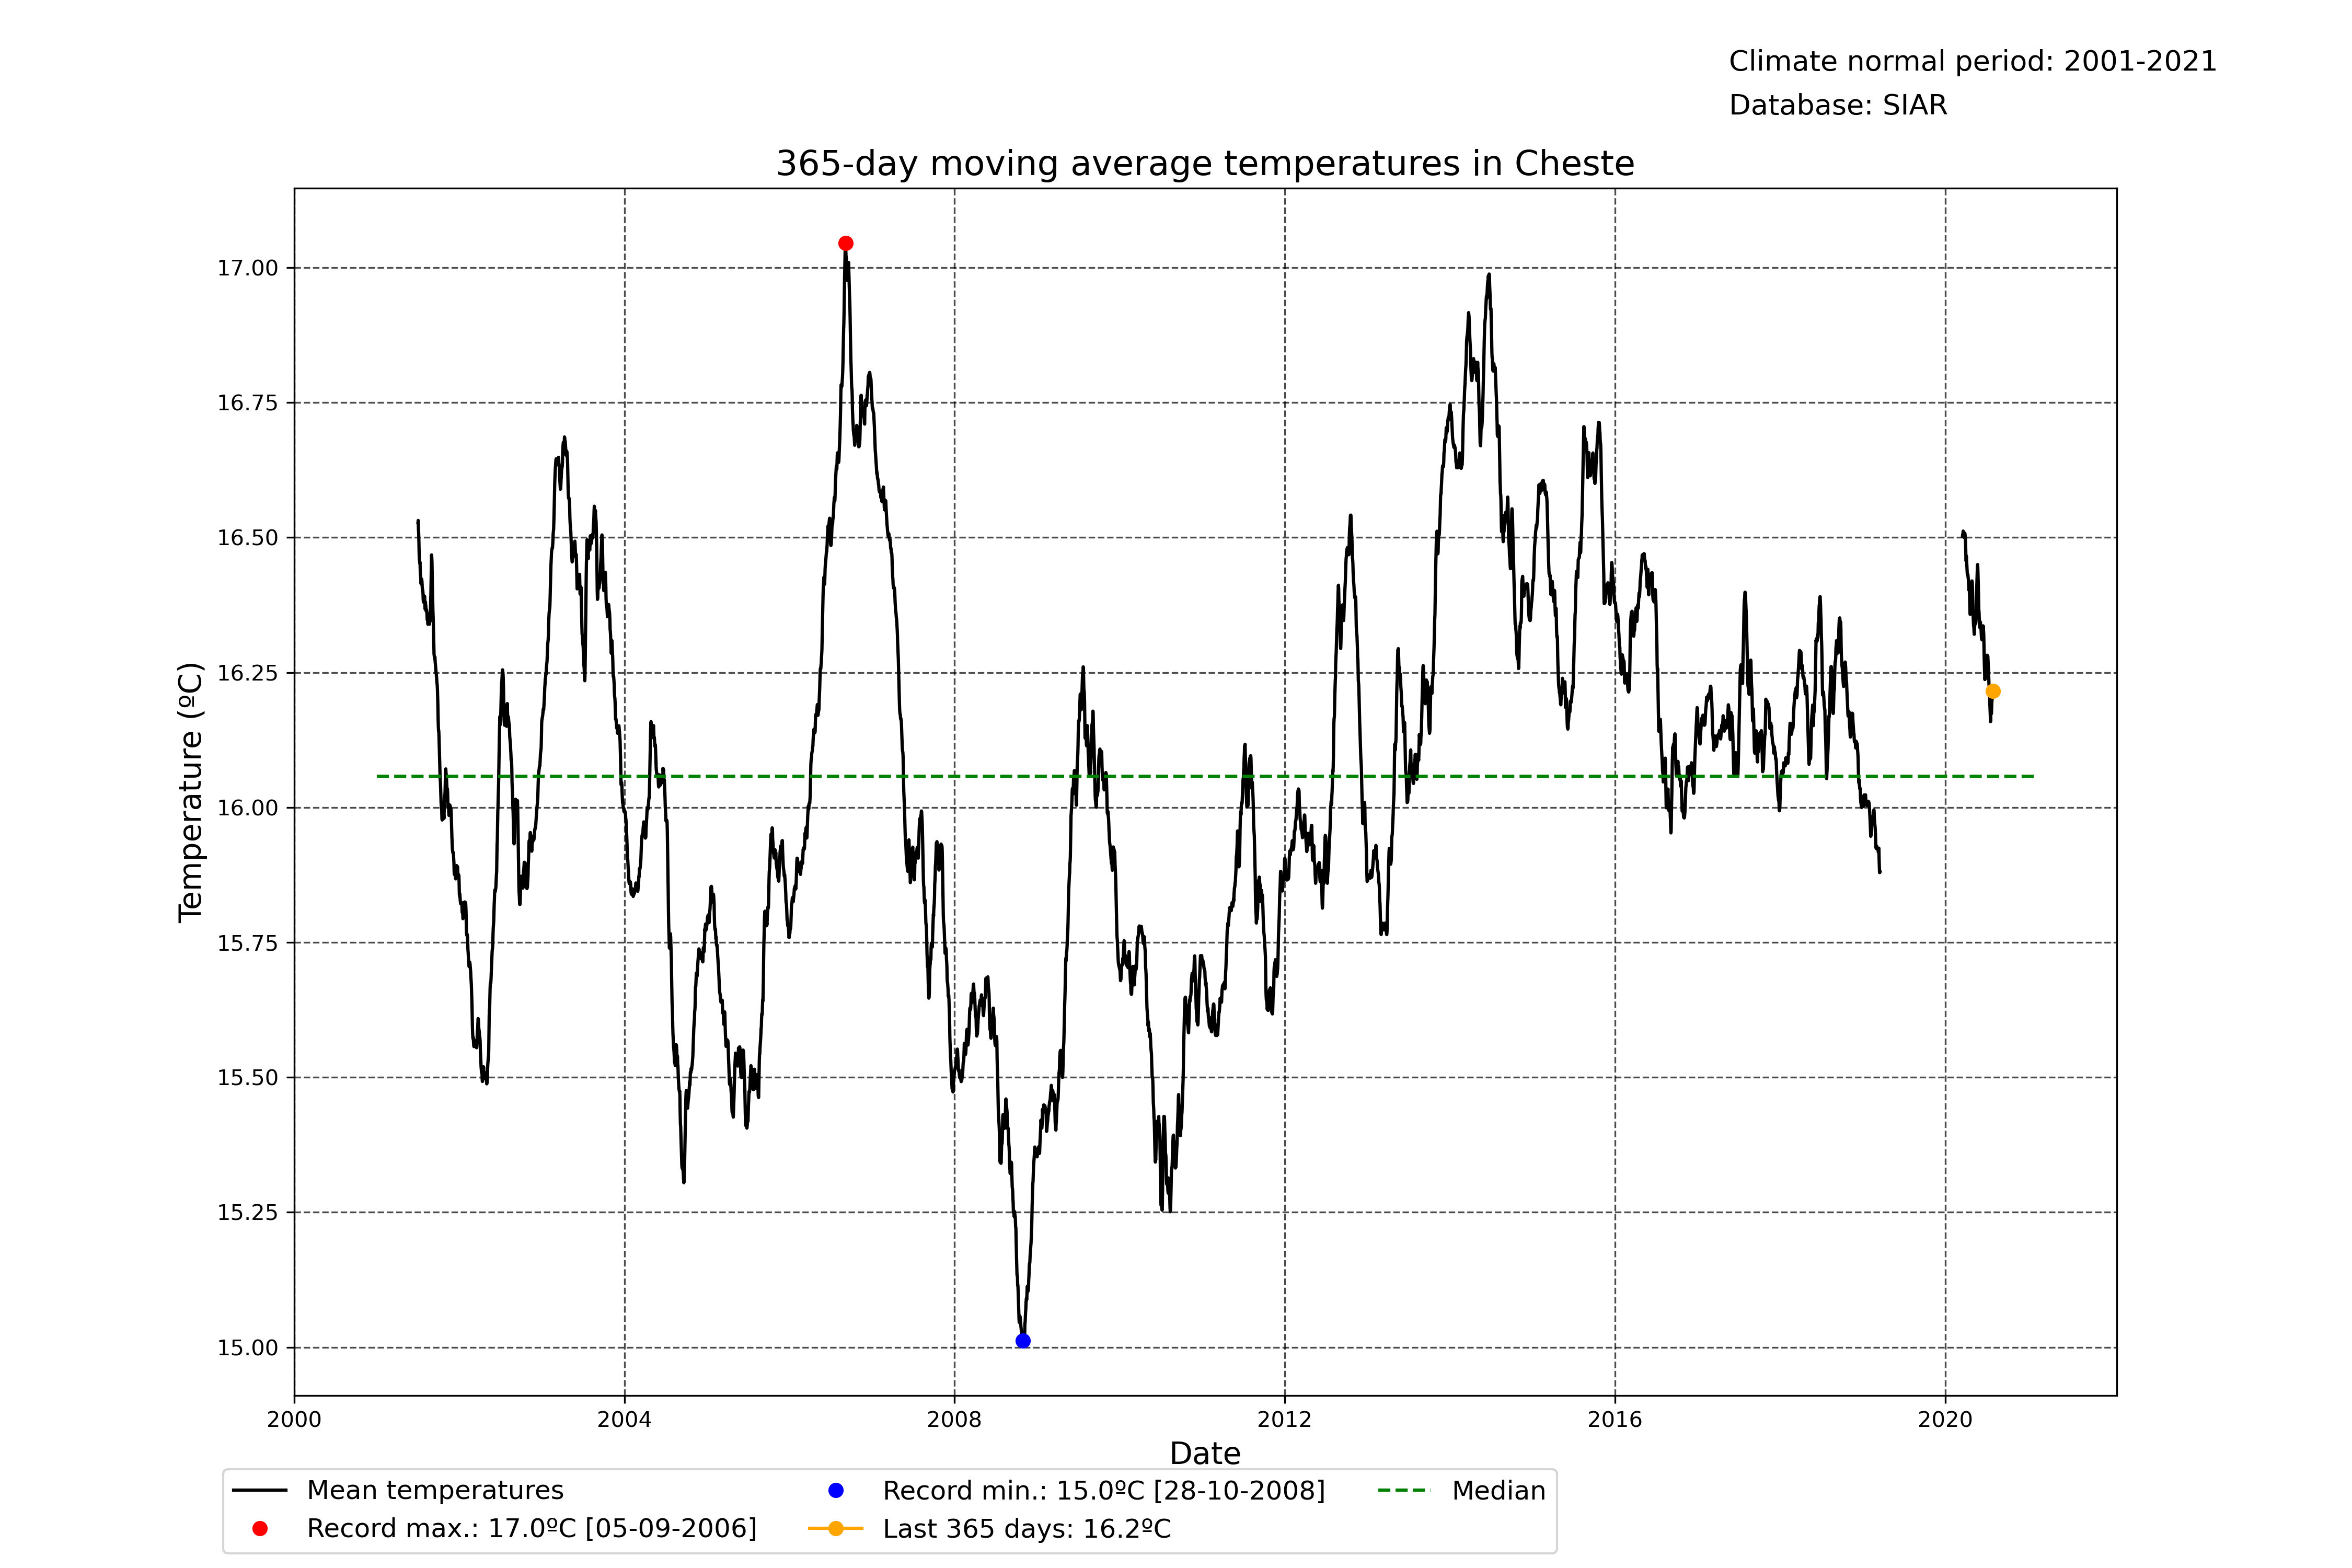 Climate normal period: 2001-2021
Database: SIAR
365-day moving average temperatures in Cheste
17.00
16.75
16.50
16.25
16.00
15.75
15.50
15.25
15.00
Temperature (ºC)
2000 2004 2008 2012 2016 2020
Date
Mean temperatures
Record max.: 17.0ºC [05-09-2006]
Record min.: 15.0ºC [28-10-2008]
Last 365 days: 16.2ºC
Median